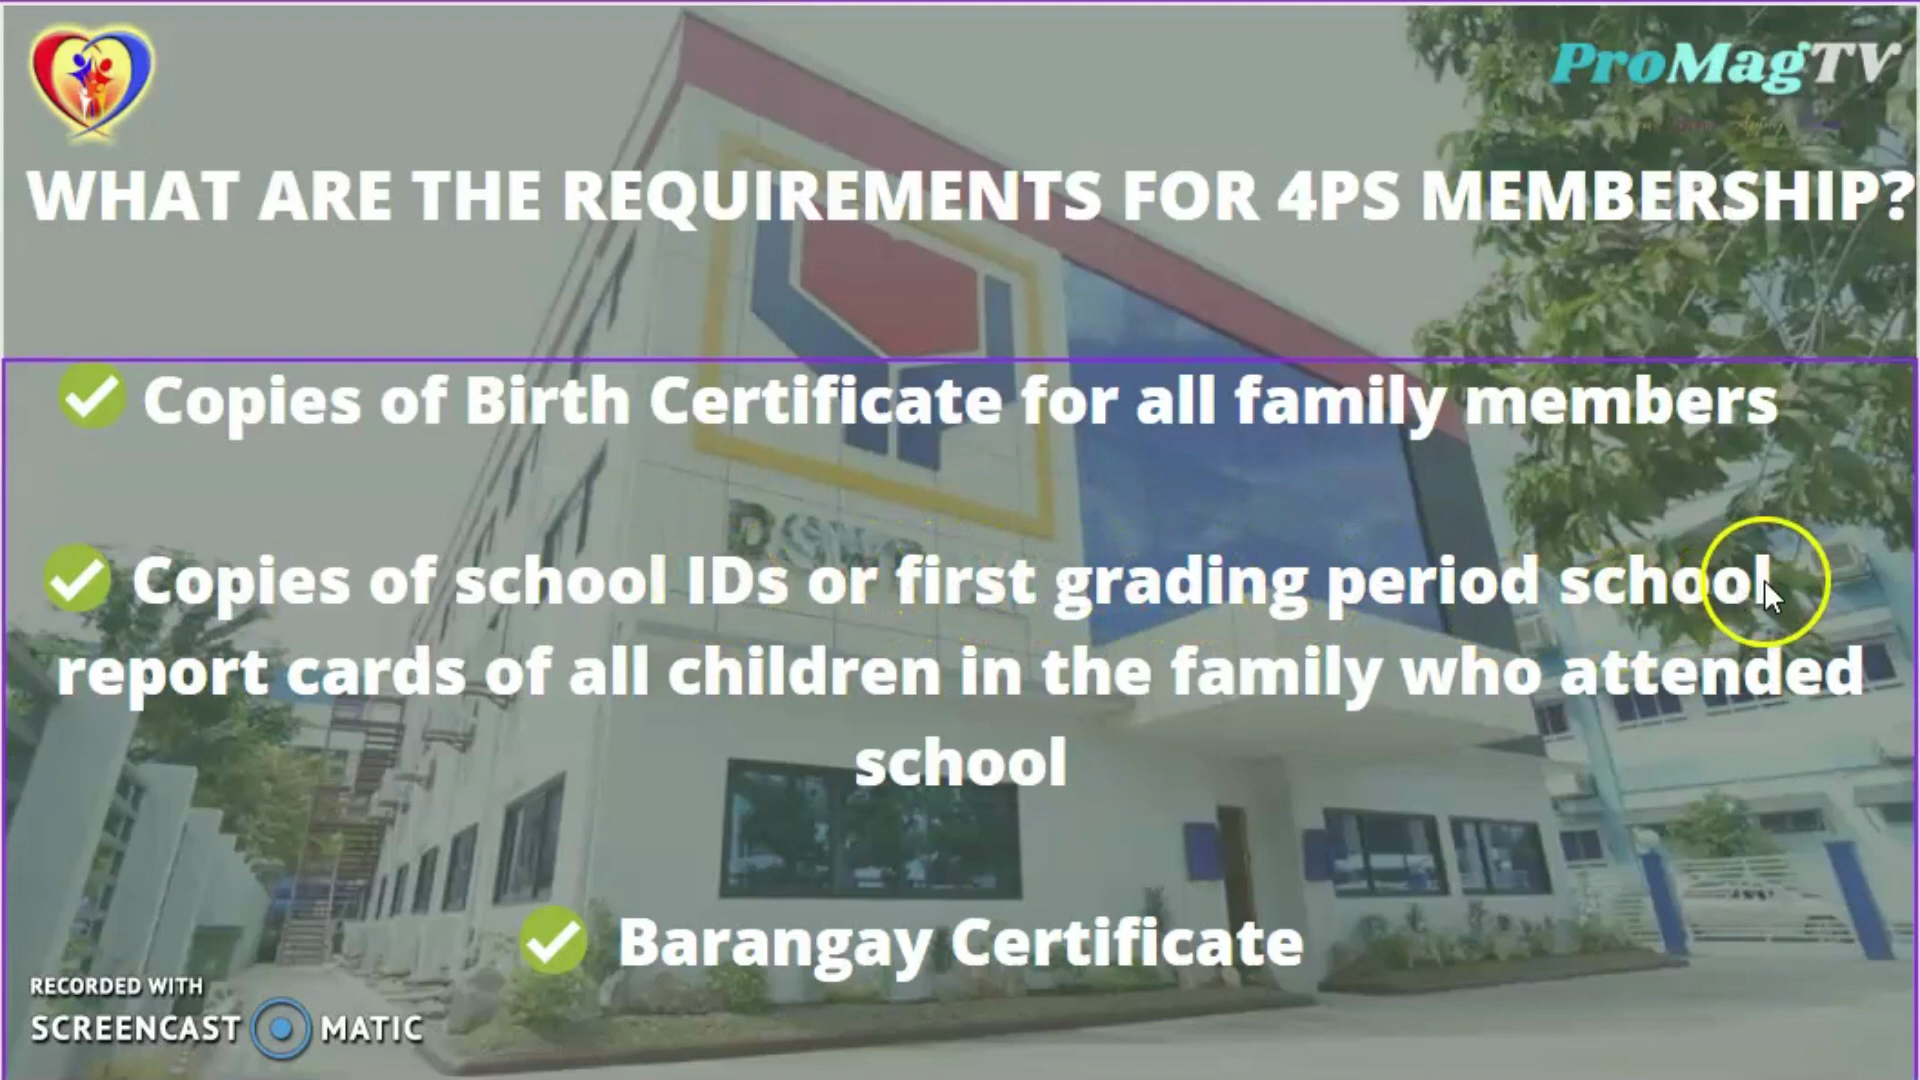 ProMagTV
WHAT ARE THE REQUIREMENTS FOR 4PS MEMBERSHIP?
Copies of Birth Certificate for all family members
DSWD
Copies of school IDs or first grading period school
report cards of all children in the family who attended
school
Barangay Certificate
RECORDED WITH
SCREENCAST MATIC